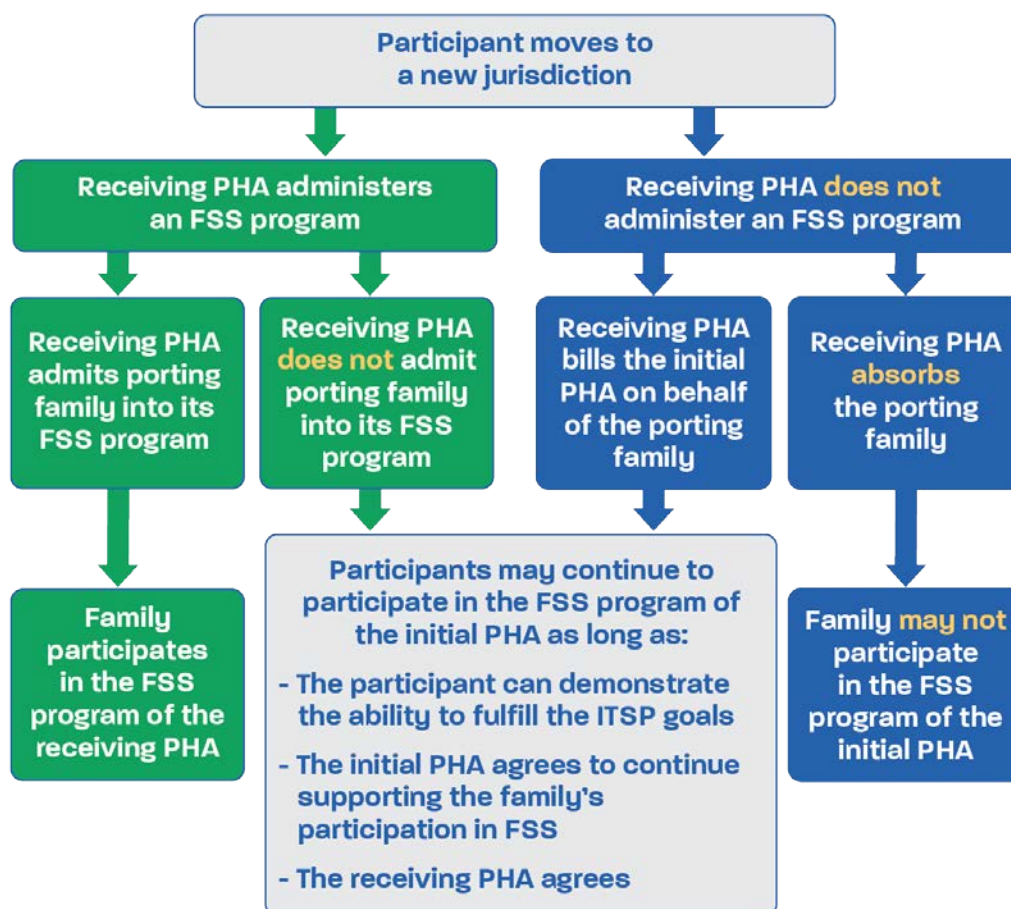 Participant moves to
a new jurisdiction
Receiving PHA administers
an FSS program
Receiving PHA does not
administer an FSS program
Receiving PHA
admits porting
family into its
FSS program
Receiving PHA
does not admit
porting family
into its FSS
program
Receiving PHA
bills the initial
PHA on behalf
of the porting
family
Receiving PHA
absorbs
the porting
family
Family
participates
in the FSS
program of the
receiving PHA
Participants may continue to
participate in the FSS program of
the initial PHA as long as:
- The participant can demonstrate
the ability to fulfill the ITSP goals
- The initial PHA agrees to continue
supporting the family's
participation in FSS
- The receiving PHA agrees
Family may not
participate
in the FSS
program of the
initial PHA